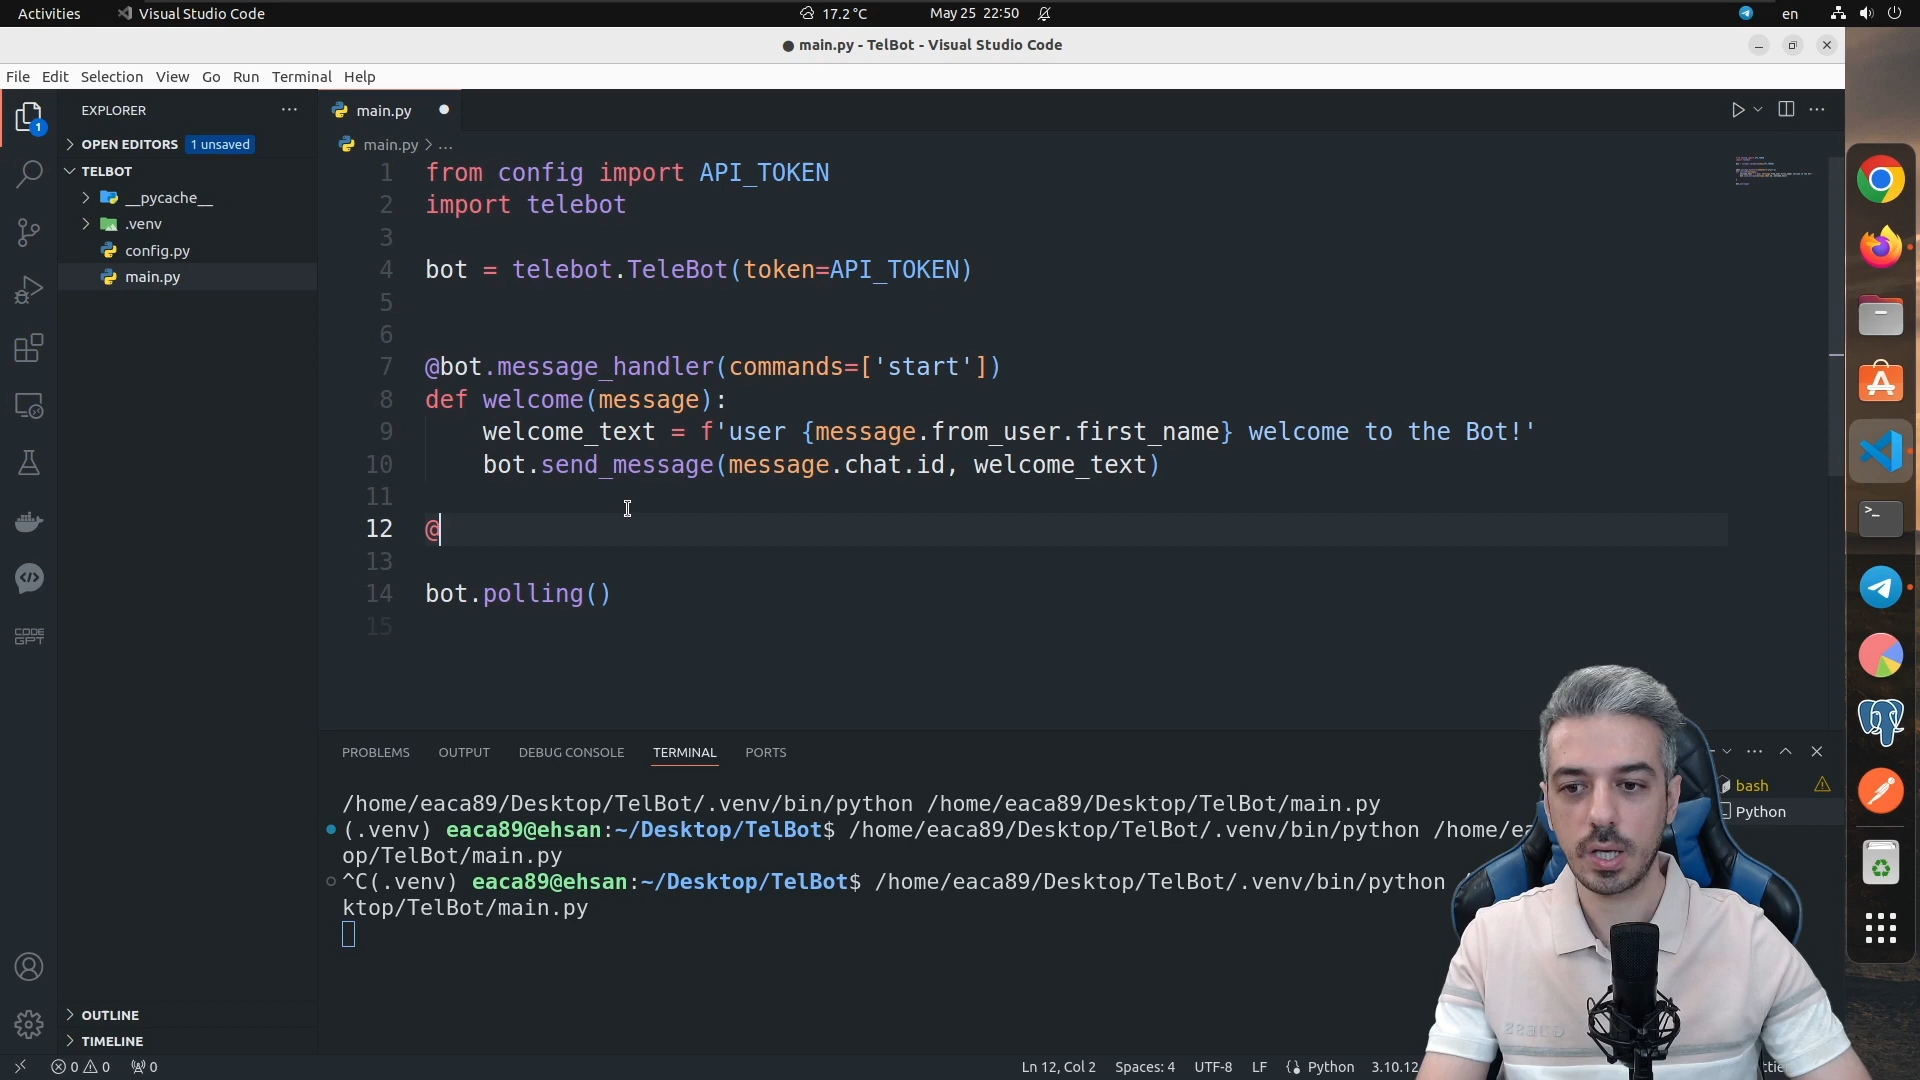 Activities
Visual Studio Code
17.2 °C
May 25 22:50
en
● main.py - TelBot - Visual Studio Code
File Edit Selection View Go Run Terminal Help
EXPLORER
1
main.py
OPEN EDITORS 1 unsaved
main.py > ...
TELBOT
__pycache__
.venv
config.py
main.py
1 from config import API_TOKEN
2 import telebot
3
4 bot = telebot.TeleBot(token=API_TOKEN)
5
6
7 @bot.message_handler(commands=['start'])
8 def welcome(message):
9 welcome_text = f'user {message.from_user.first_name} welcome to the Bot!'
10 bot.send_message(message.chat.id, welcome_text)
11
12 @
13
14 bot.polling()
15
CODE
GPT
PROBLEMS OUTPUT DEBUG CONSOLE TERMINAL PORTS
bash
Python
/home/eaca89/Desktop/TelBot/.venv/bin/python /home/eaca89/Desktop/TelBot/main.py
(.venv) eaca89@ehsan:~/Desktop/TelBot$ /home/eaca89/Desktop/TelBot/.venv/bin/python
op/TelBot/main.py
^C(.venv) eaca89@ehsan:~/Desktop/TelBot$ /home/eaca89/Desktop/TelBot/.venv/bin/python
ktop/TelBot/main.py
OUTLINE
TIMELINE
0 0 0
Ln 12, Col 2 Spaces: 4 UTF-8 LF Python 3.10.12
GUESS